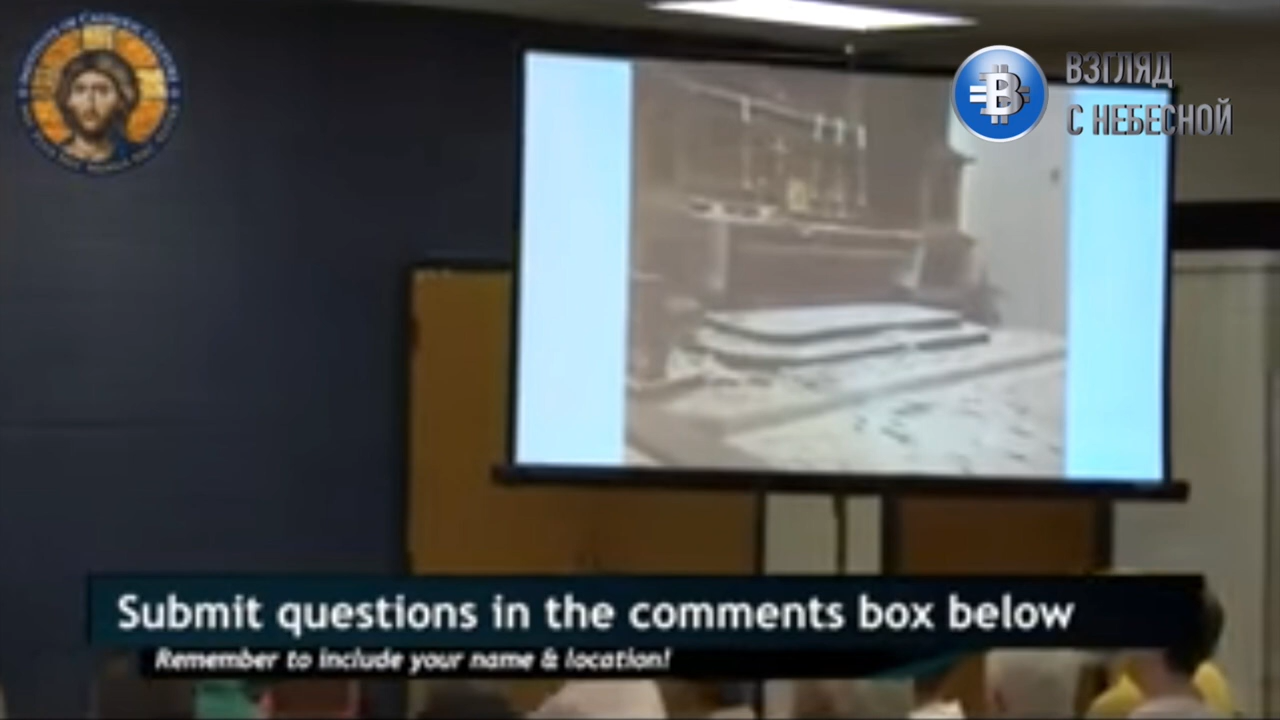 ВЗГЛЯД
С НЕБЕСНОЙ
Submit questions in the comments box below
Remember to include your name & location!